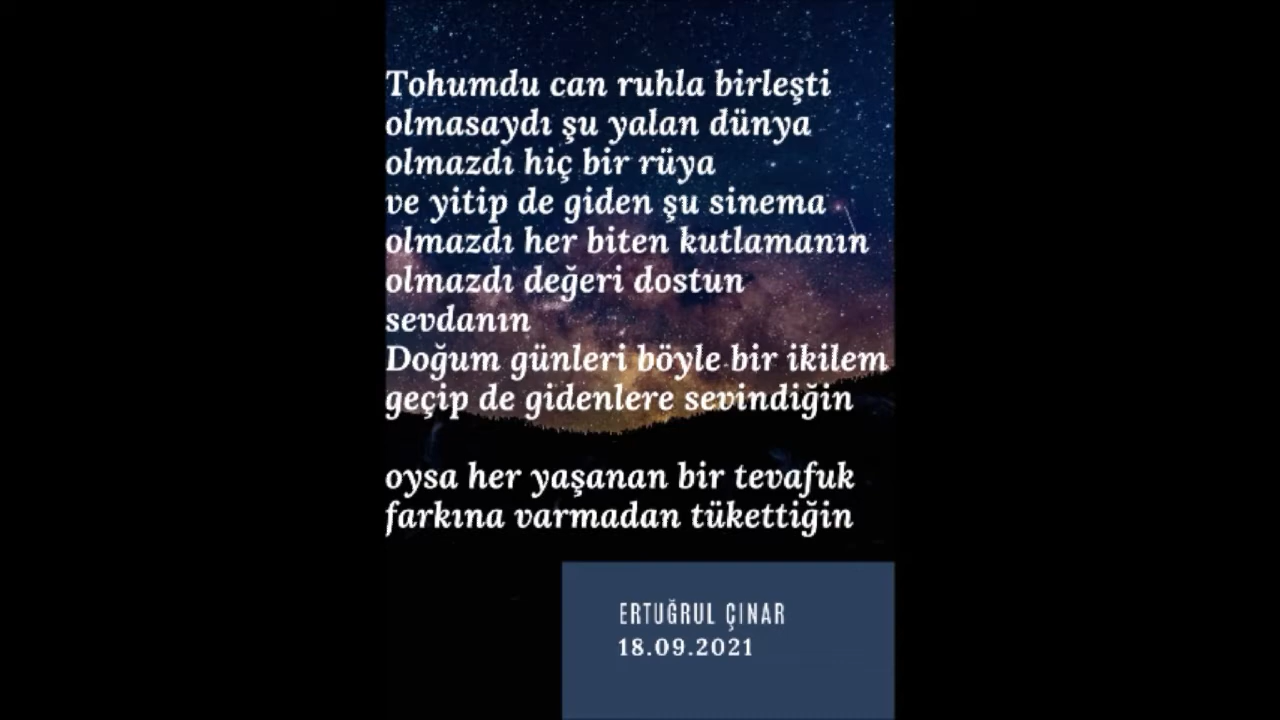 Tohumdu can ruhla birleşti
olmasaydı şu yalan dünya
olmazdı hiç bir rüya
ve yitip de giden şu sinema
olmazdı her biten kutlamanın
olmazdı değeri dostun
sevdanın
Doğum günleri böyle bir ikilem
geçip de gidenlere sevindiğin
oysa her yaşanan bir tevafuk
farkına varmadan tükettiğin
ERTUĞRUL ÇINAR
18.09.2021